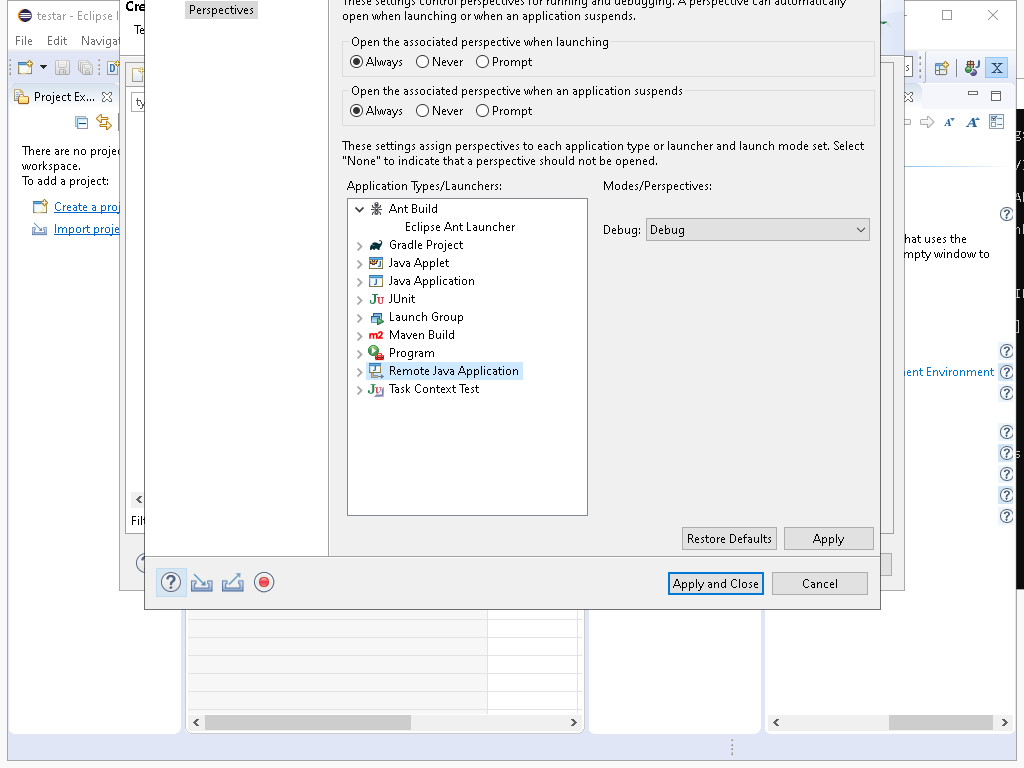 testar - Eclipse I
Cre
Te
File Edit Naviga
Perspectives
These settings control perspectives for running and debugging. A perspective can automatically
open when launching or when an application suspends.
Open the associated perspective when launching
Always Never Prompt
Open the associated perspective when an application suspends
Always Never Prompt
These settings assign perspectives to each application type or launcher and launch mode set. Select
"None" to indicate that a perspective should not be opened.
Application Types/Launchers:
Modes/Perspectives:
Ant Build
Eclipse Ant Launcher
Gradle Project
Java Applet
Java Application
JUnit
Launch Group
Maven Build
Program
Remote Java Application
Task Context Test
Debug: Debug
Restore Defaults Apply
Apply and Close Cancel
Project Ex...
ty
There are no proje
workspace.
To add a project:
Create a proj
Import proje
Filt
hat uses the
mpty window to
ent Environment